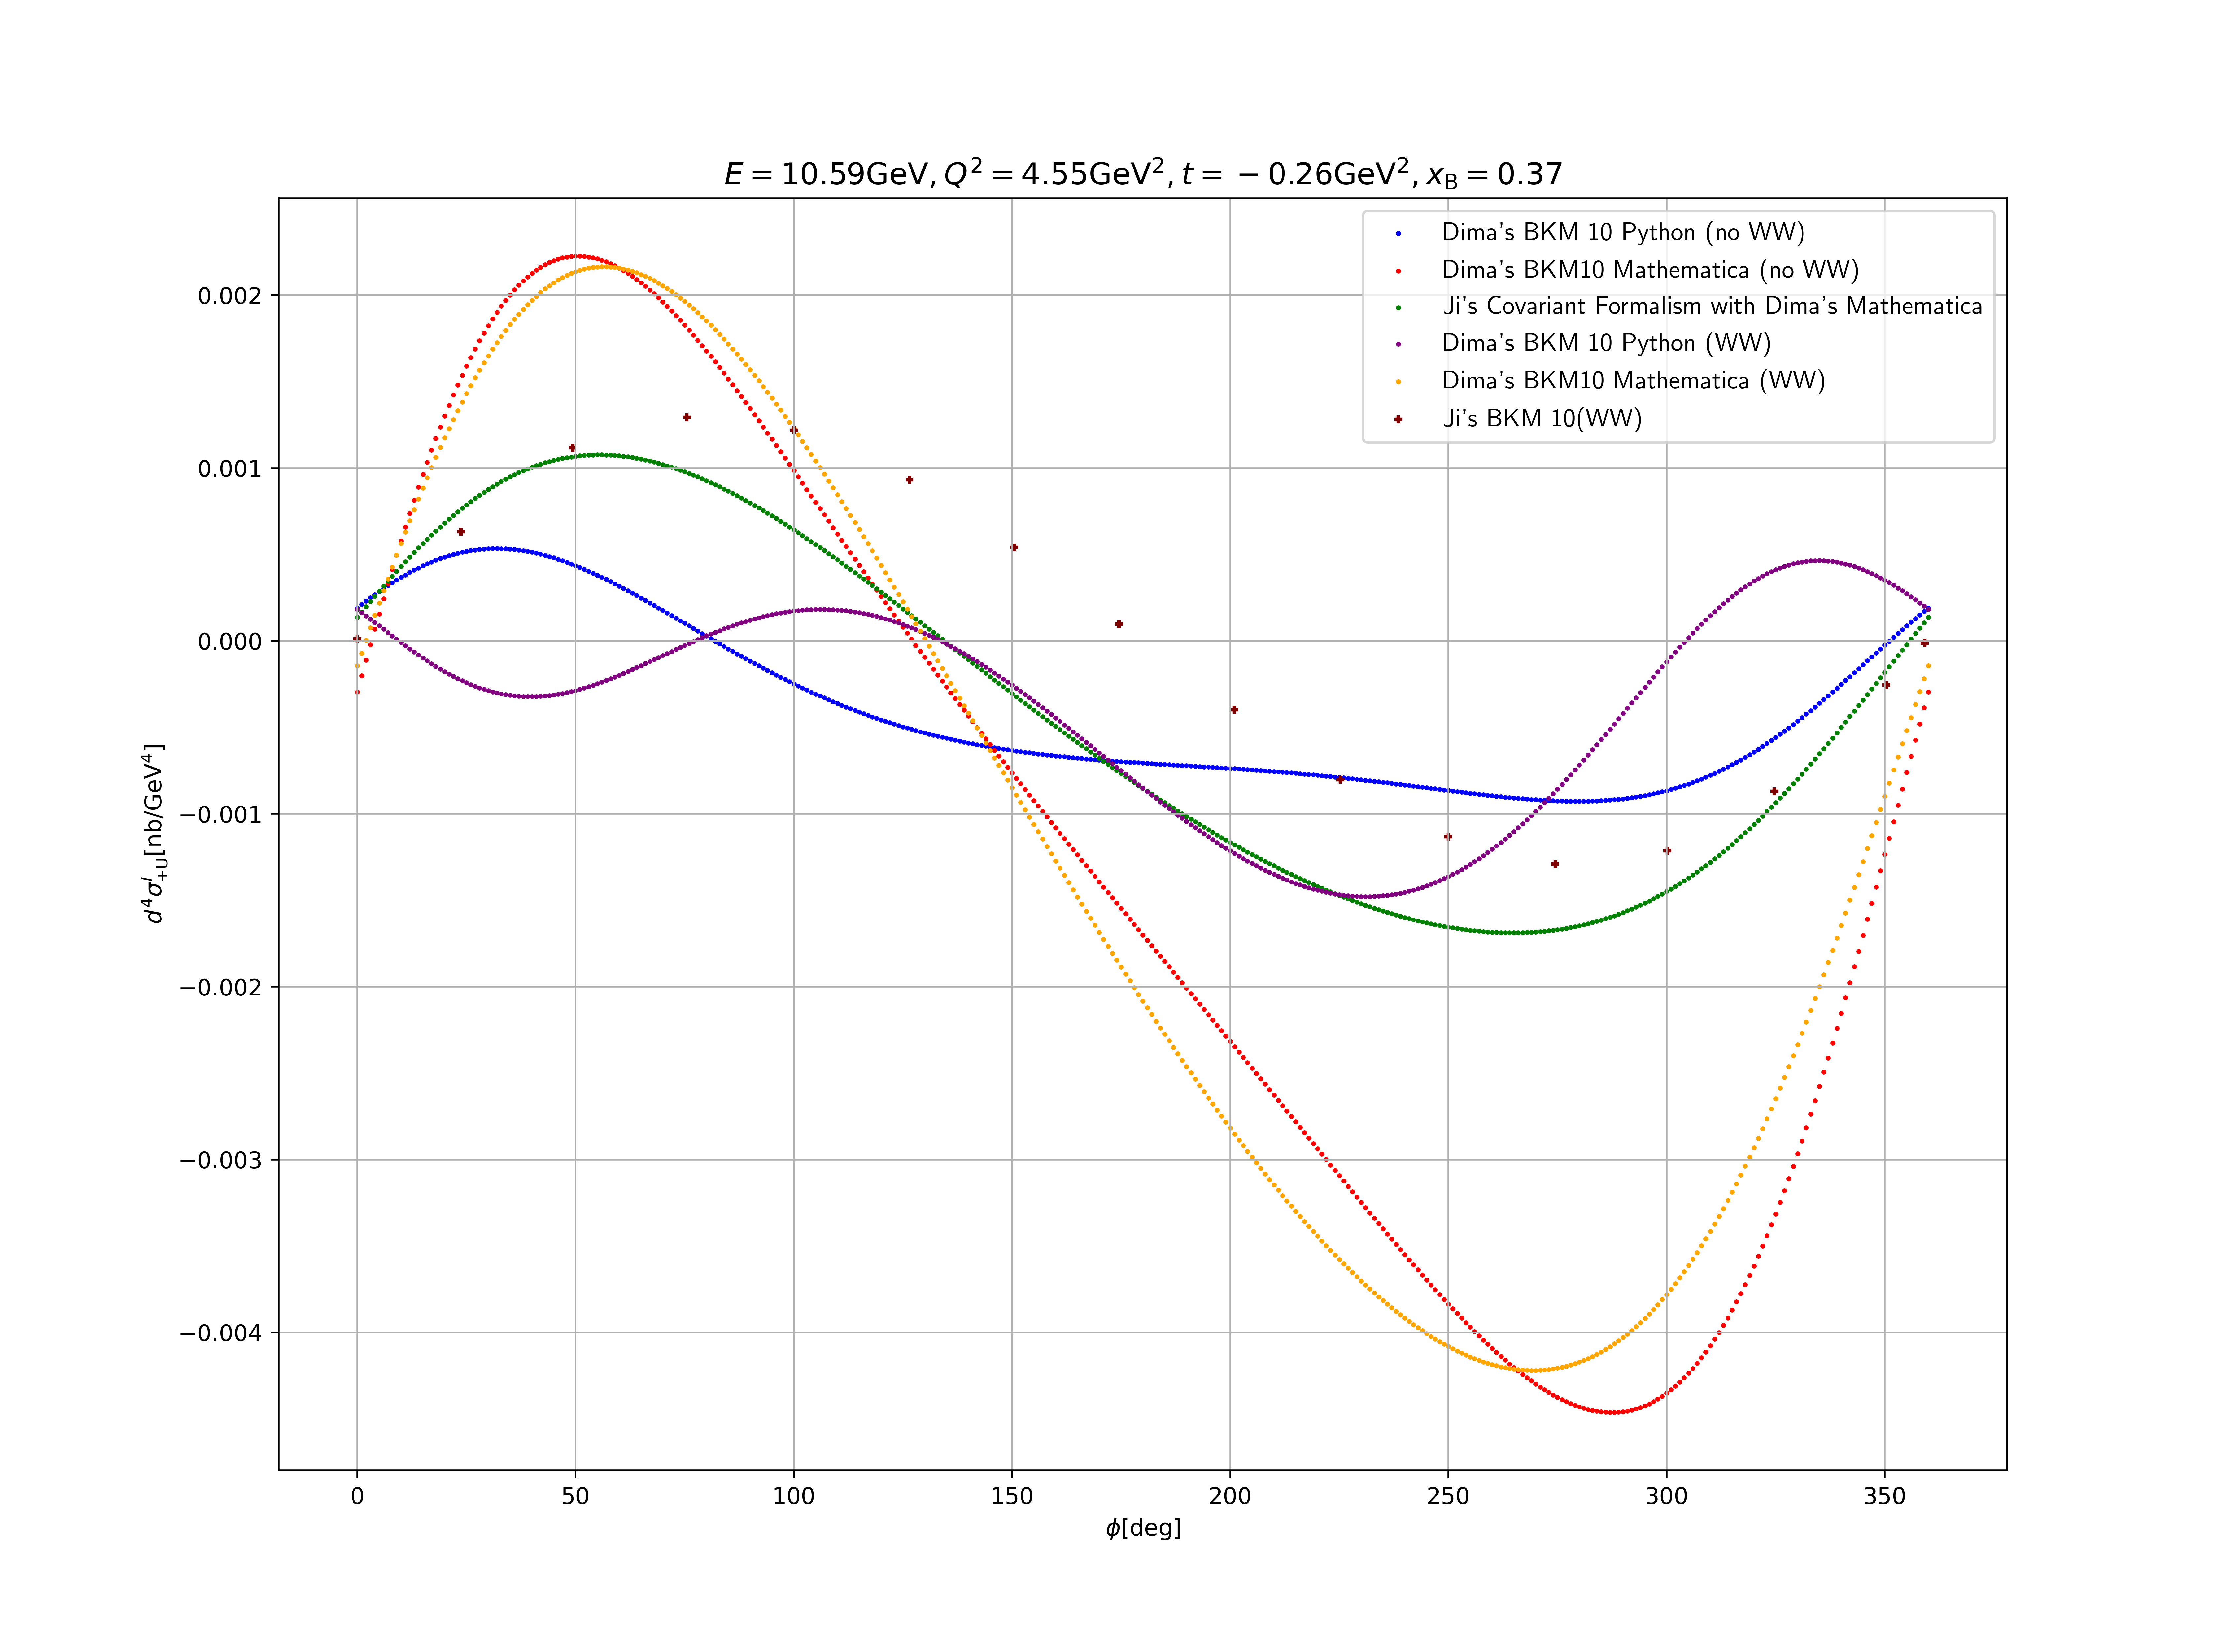 E = 10.59GeV, Q² = 4.55GeV², t = −0.26GeV², x_B = 0.37
Dima's BKM 10 Python (no WW)
Dima's BKM10 Mathematica (no WW)
Ji's Covariant Formalism with Dima's Mathematica
Dima's BKM 10 Python (WW)
Dima's BKM10 Mathematica (WW)
Ji's BKM 10(WW)
0.002
0.001
0.000
−0.001
−0.002
−0.003
−0.004
d⁴σ^I_{+U}[nb/GeV⁴]
0 50 100 150 200 250 300 350
ϕ[deg]